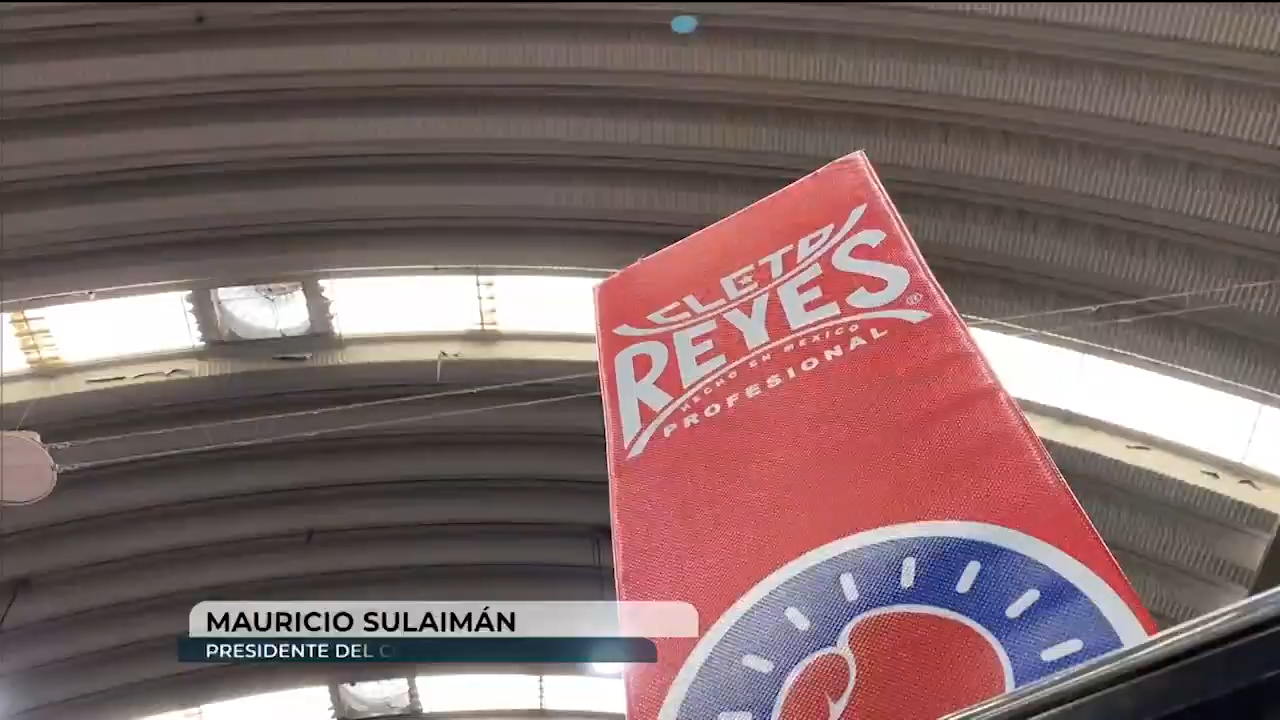 CLETO
REYES®
HECHO EN MEXICO
PROFESIONAL
MAURICIO SULAIMÁN
PRESIDENTE DEL C